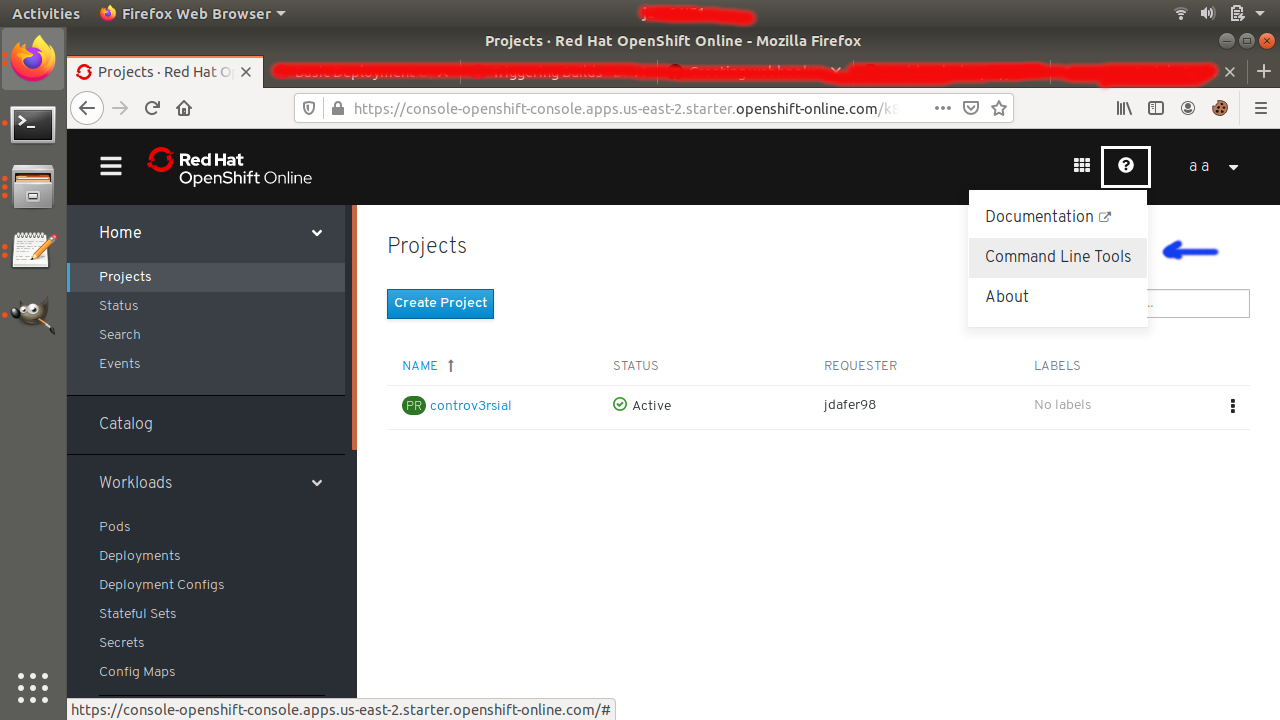 Activities Firefox Web Browser
Projects · Red Hat OpenShift Online - Mozilla Firefox
Projects · Red Hat O
https://console-openshift-console.apps.us-east-2.starter.openshift-online.com/k8
Red Hat
OpenShift Online
a a
Documentation
Command Line Tools
About
Home
Projects
Status
Search
Events
Catalog
Workloads
Pods
Deployments
Deployment Configs
Stateful Sets
Secrets
Config Maps
Projects
Create Project
NAME STATUS REQUESTER LABELS
PR controv3rsial Active jdafer98 No labels
https://console-openshift-console.apps.us-east-2.starter.openshift-online.com/#